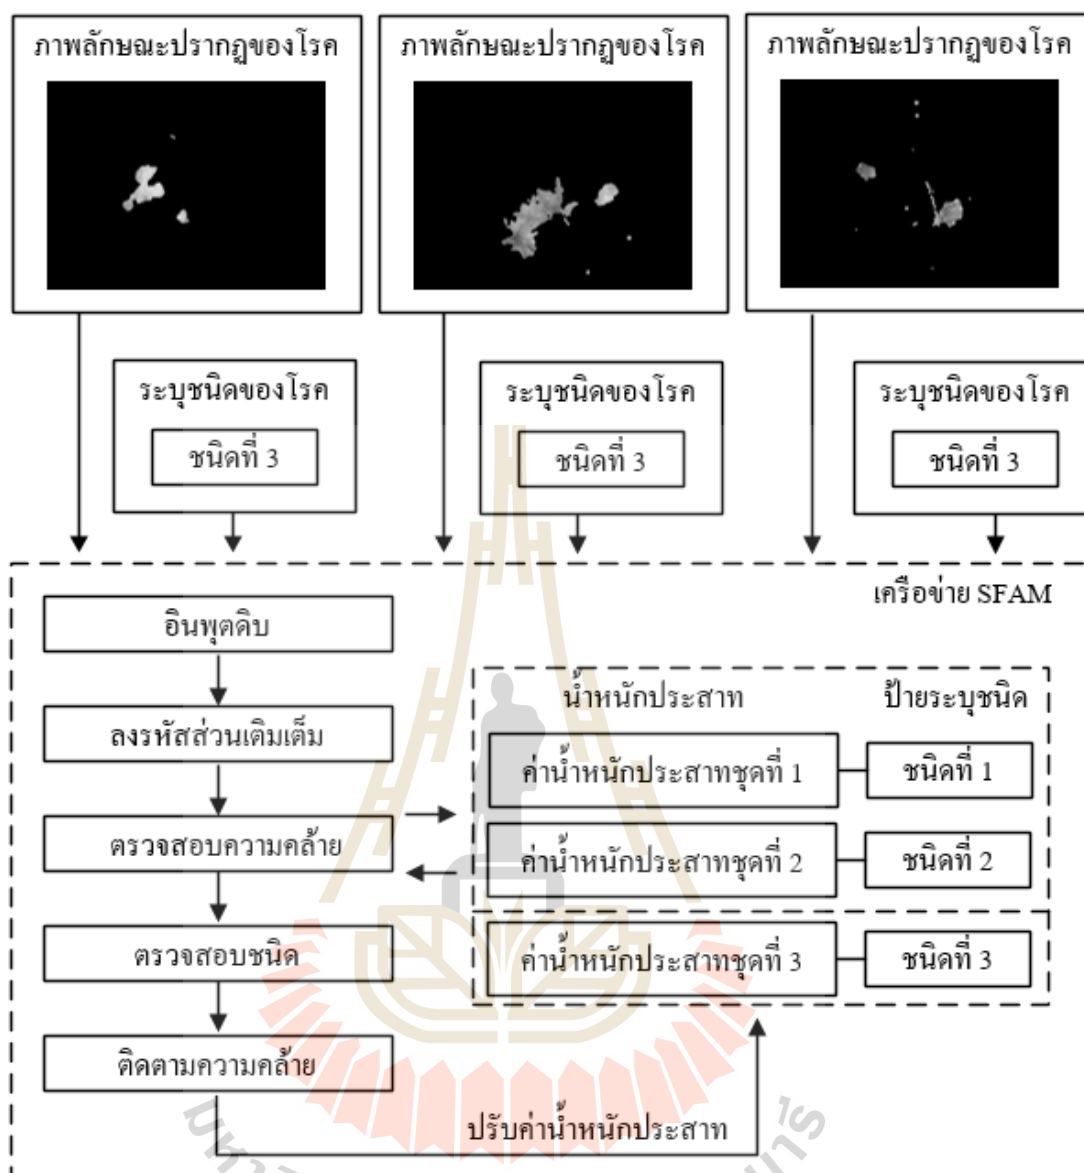 ภาพลักษณะปรากฏของโรค
ภาพลักษณะปรากฏของโรค
ภาพลักษณะปรากฏของโรค
ระบุชนิดของโรค
ชนิดที่ 3
ระบุชนิดของโรค
ชนิดที่ 3
ระบุชนิดของโรค
ชนิดที่ 3
เครือข่าย SFAM
อินพุตดิบ
ลงรหัสส่วนเติมเต็ม
ตรวจสอบความคล้าย
ตรวจสอบชนิด
ติดตามความคล้าย
น้ำหนักประสาท
ป้ายระบุชนิด
ค่าน้ำหนักประสาทชุดที่ 1
ชนิดที่ 1
ค่าน้ำหนักประสาทชุดที่ 2
ชนิดที่ 2
ค่าน้ำหนักประสาทชุดที่ 3
ชนิดที่ 3
ปรับค่าน้ำหนักประสาท